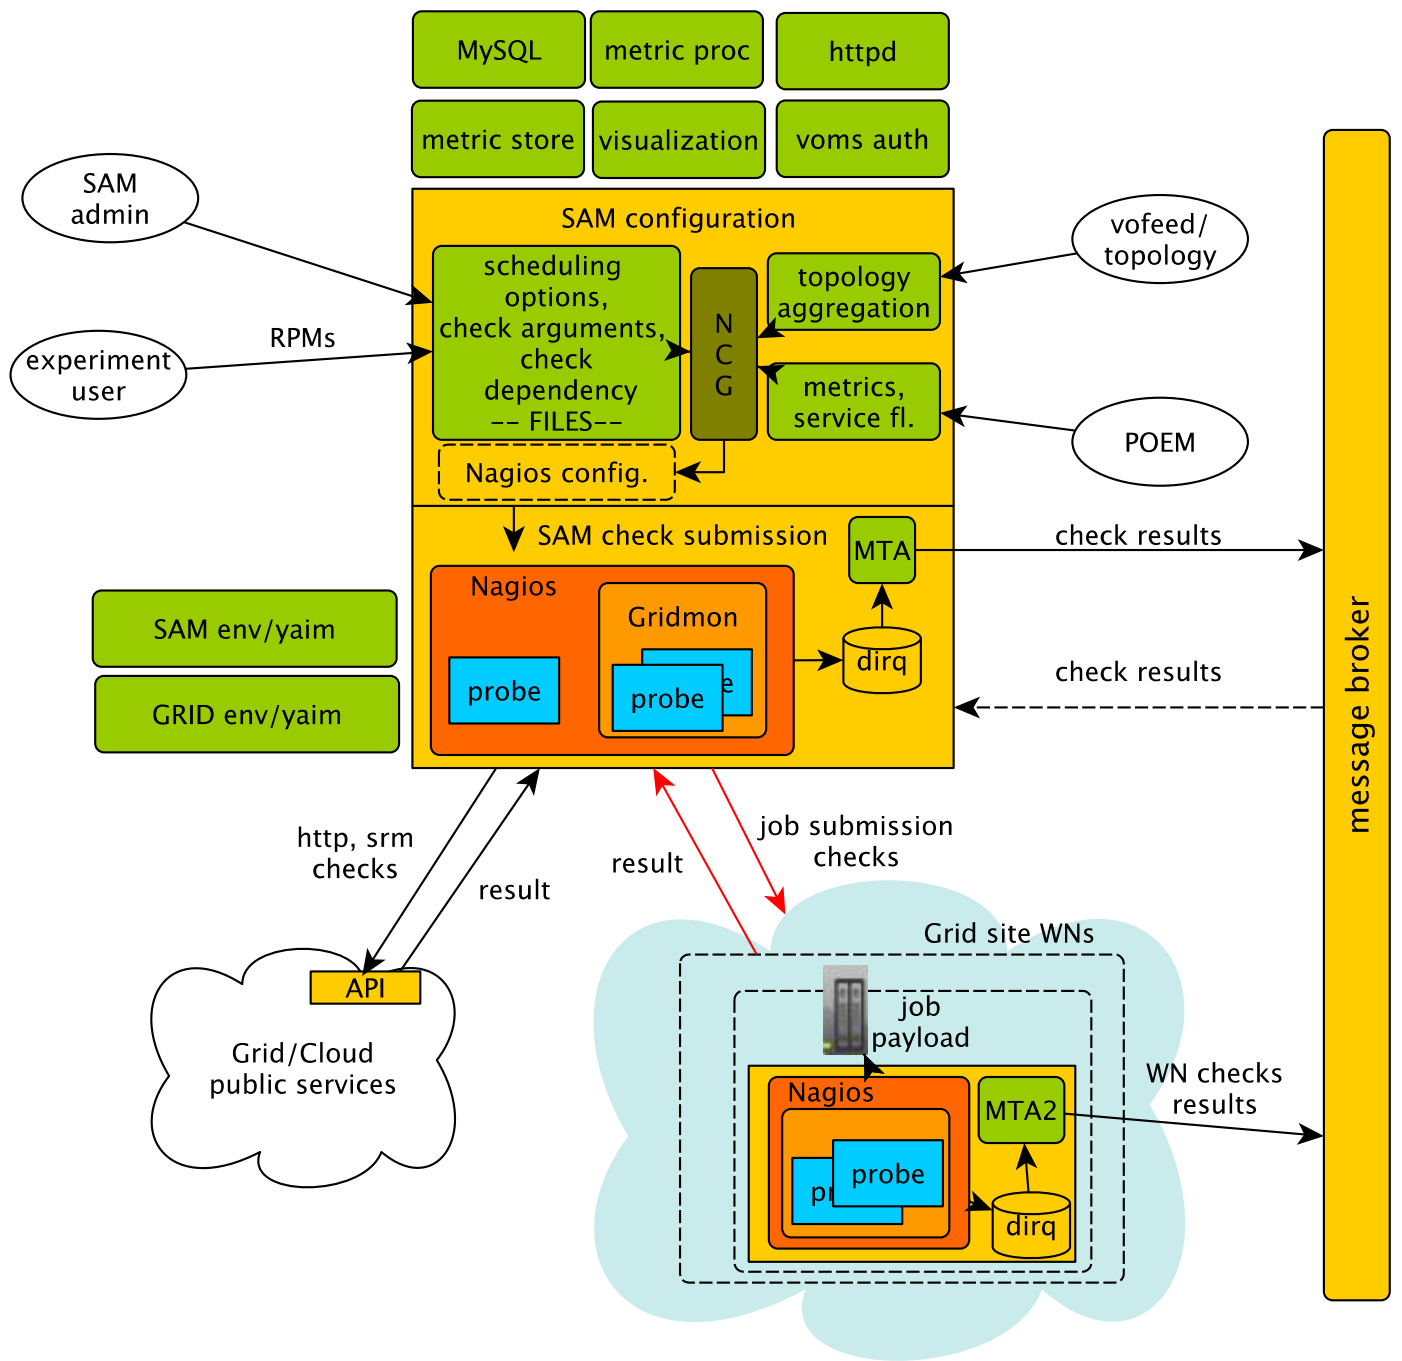 MySQL
metric proc
httpd
metric store
visualization
voms auth
SAM
admin
SAM configuration
vofeed/
topology
scheduling
options,
check arguments,
check
dependency
-- FILES--
N
C
G
topology
aggregation
RPMs
experiment
user
metrics,
service fl.
POEM
Nagios config.
SAM check submission
MTA
check results
Nagios
Gridmon
SAM env/yaim
dirq
check results
probe
probe
GRID env/yaim
message broker
http, srm
checks
result
result
job submission
checks
Grid site WNs
API
job
payload
Grid/Cloud
public services
WN checks
results
Nagios
MTA2
probe
dirq